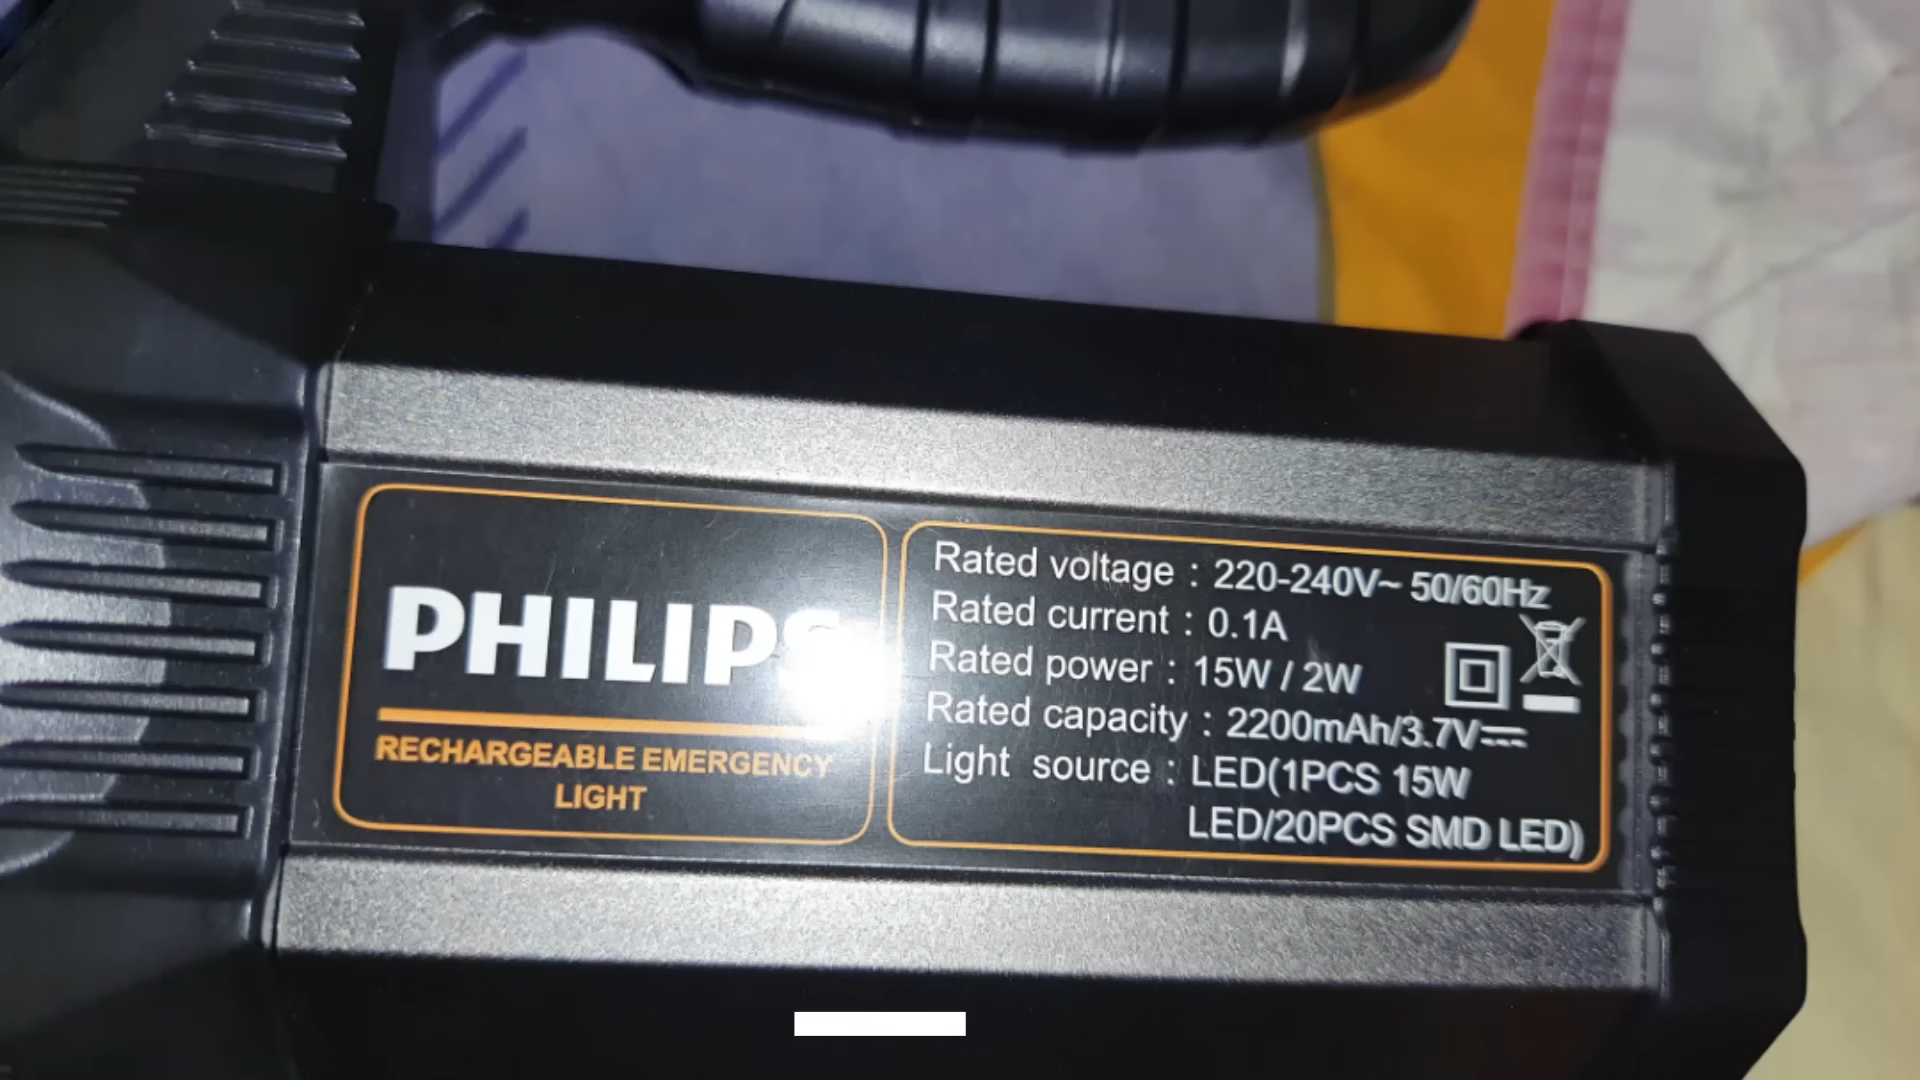 PHILIPS
RECHARGEABLE EMERGENCY
LIGHT
Rated voltage : 220-240V~ 50/60Hz
Rated current : 0.1A
Rated power : 15W / 2W
Rated capacity : 2200mAh/3.7V⎓
Light source : LED(1PCS 15W
LED/20PCS SMD LED)